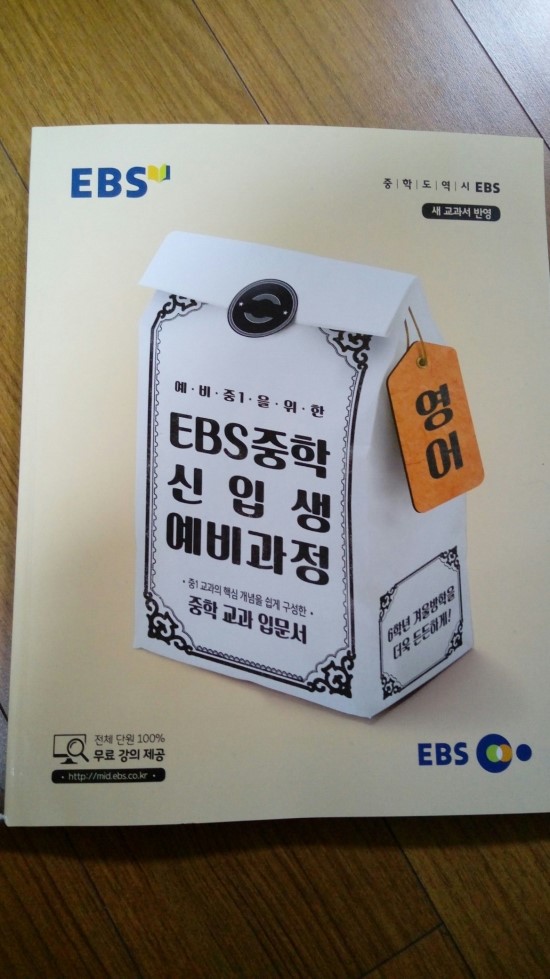 EBS
중|학|도|역|시 EBS
새 교과서 반영
예·비·중1·을·위·한
EBS중학
신입생
예비과정
• 중1 교과의 핵심 개념을 쉽게 구성한 •
중학 교과 입문서
영어
6학년 겨울방학을
더욱 든든하게!
전체 단원 100%
무료 강의 제공
• http://mid.ebs.co.kr •
EBS